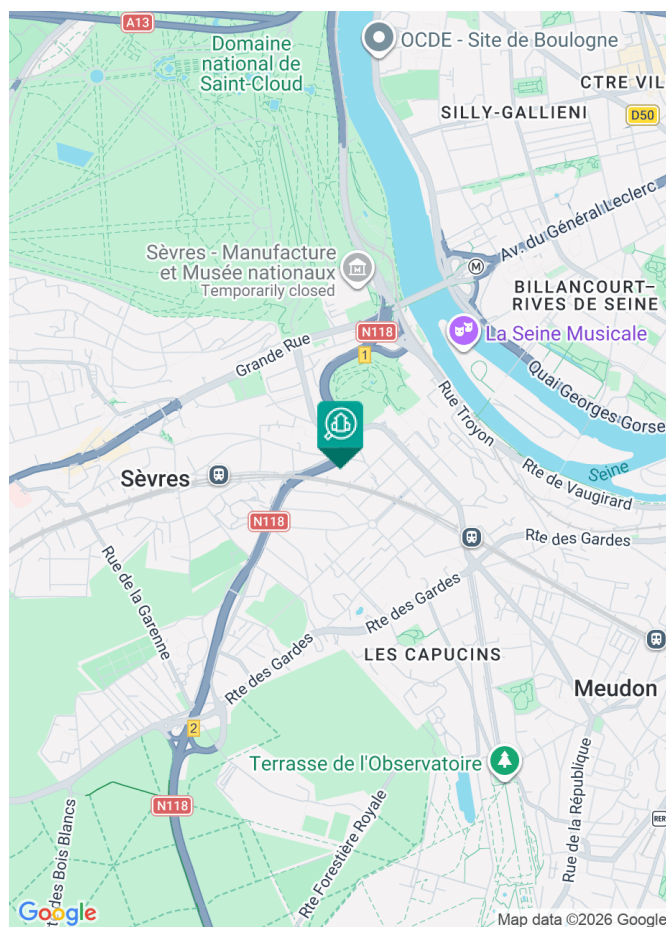 A13
Domaine
national de
Saint-Cloud
OCDE - Site de Boulogne
CTRE VIL
SILLY-GALLIENI
D50
Av. du Général Leclerc
Sèvres - Manufacture
et Musée nationaux
Temporarily closed
M
BILLANCOURT–
RIVES DE SEINE
N118
La Seine Musicale
1
Grande Rue
Quai Georges Gorse
Rue Troyon
Sèvres
Seine
Rte de Vaugirard
N118
Rte des Gardes
Rue de la Garenne
Rte des Gardes
LES CAPUCINS
Rte des Gardes
Meudon
2
Terrasse de l'Observatoire
N118
Rue de la République
Rte Forestière Royale
des Bois Blancs
RER
Google
Map data ©2026 Google